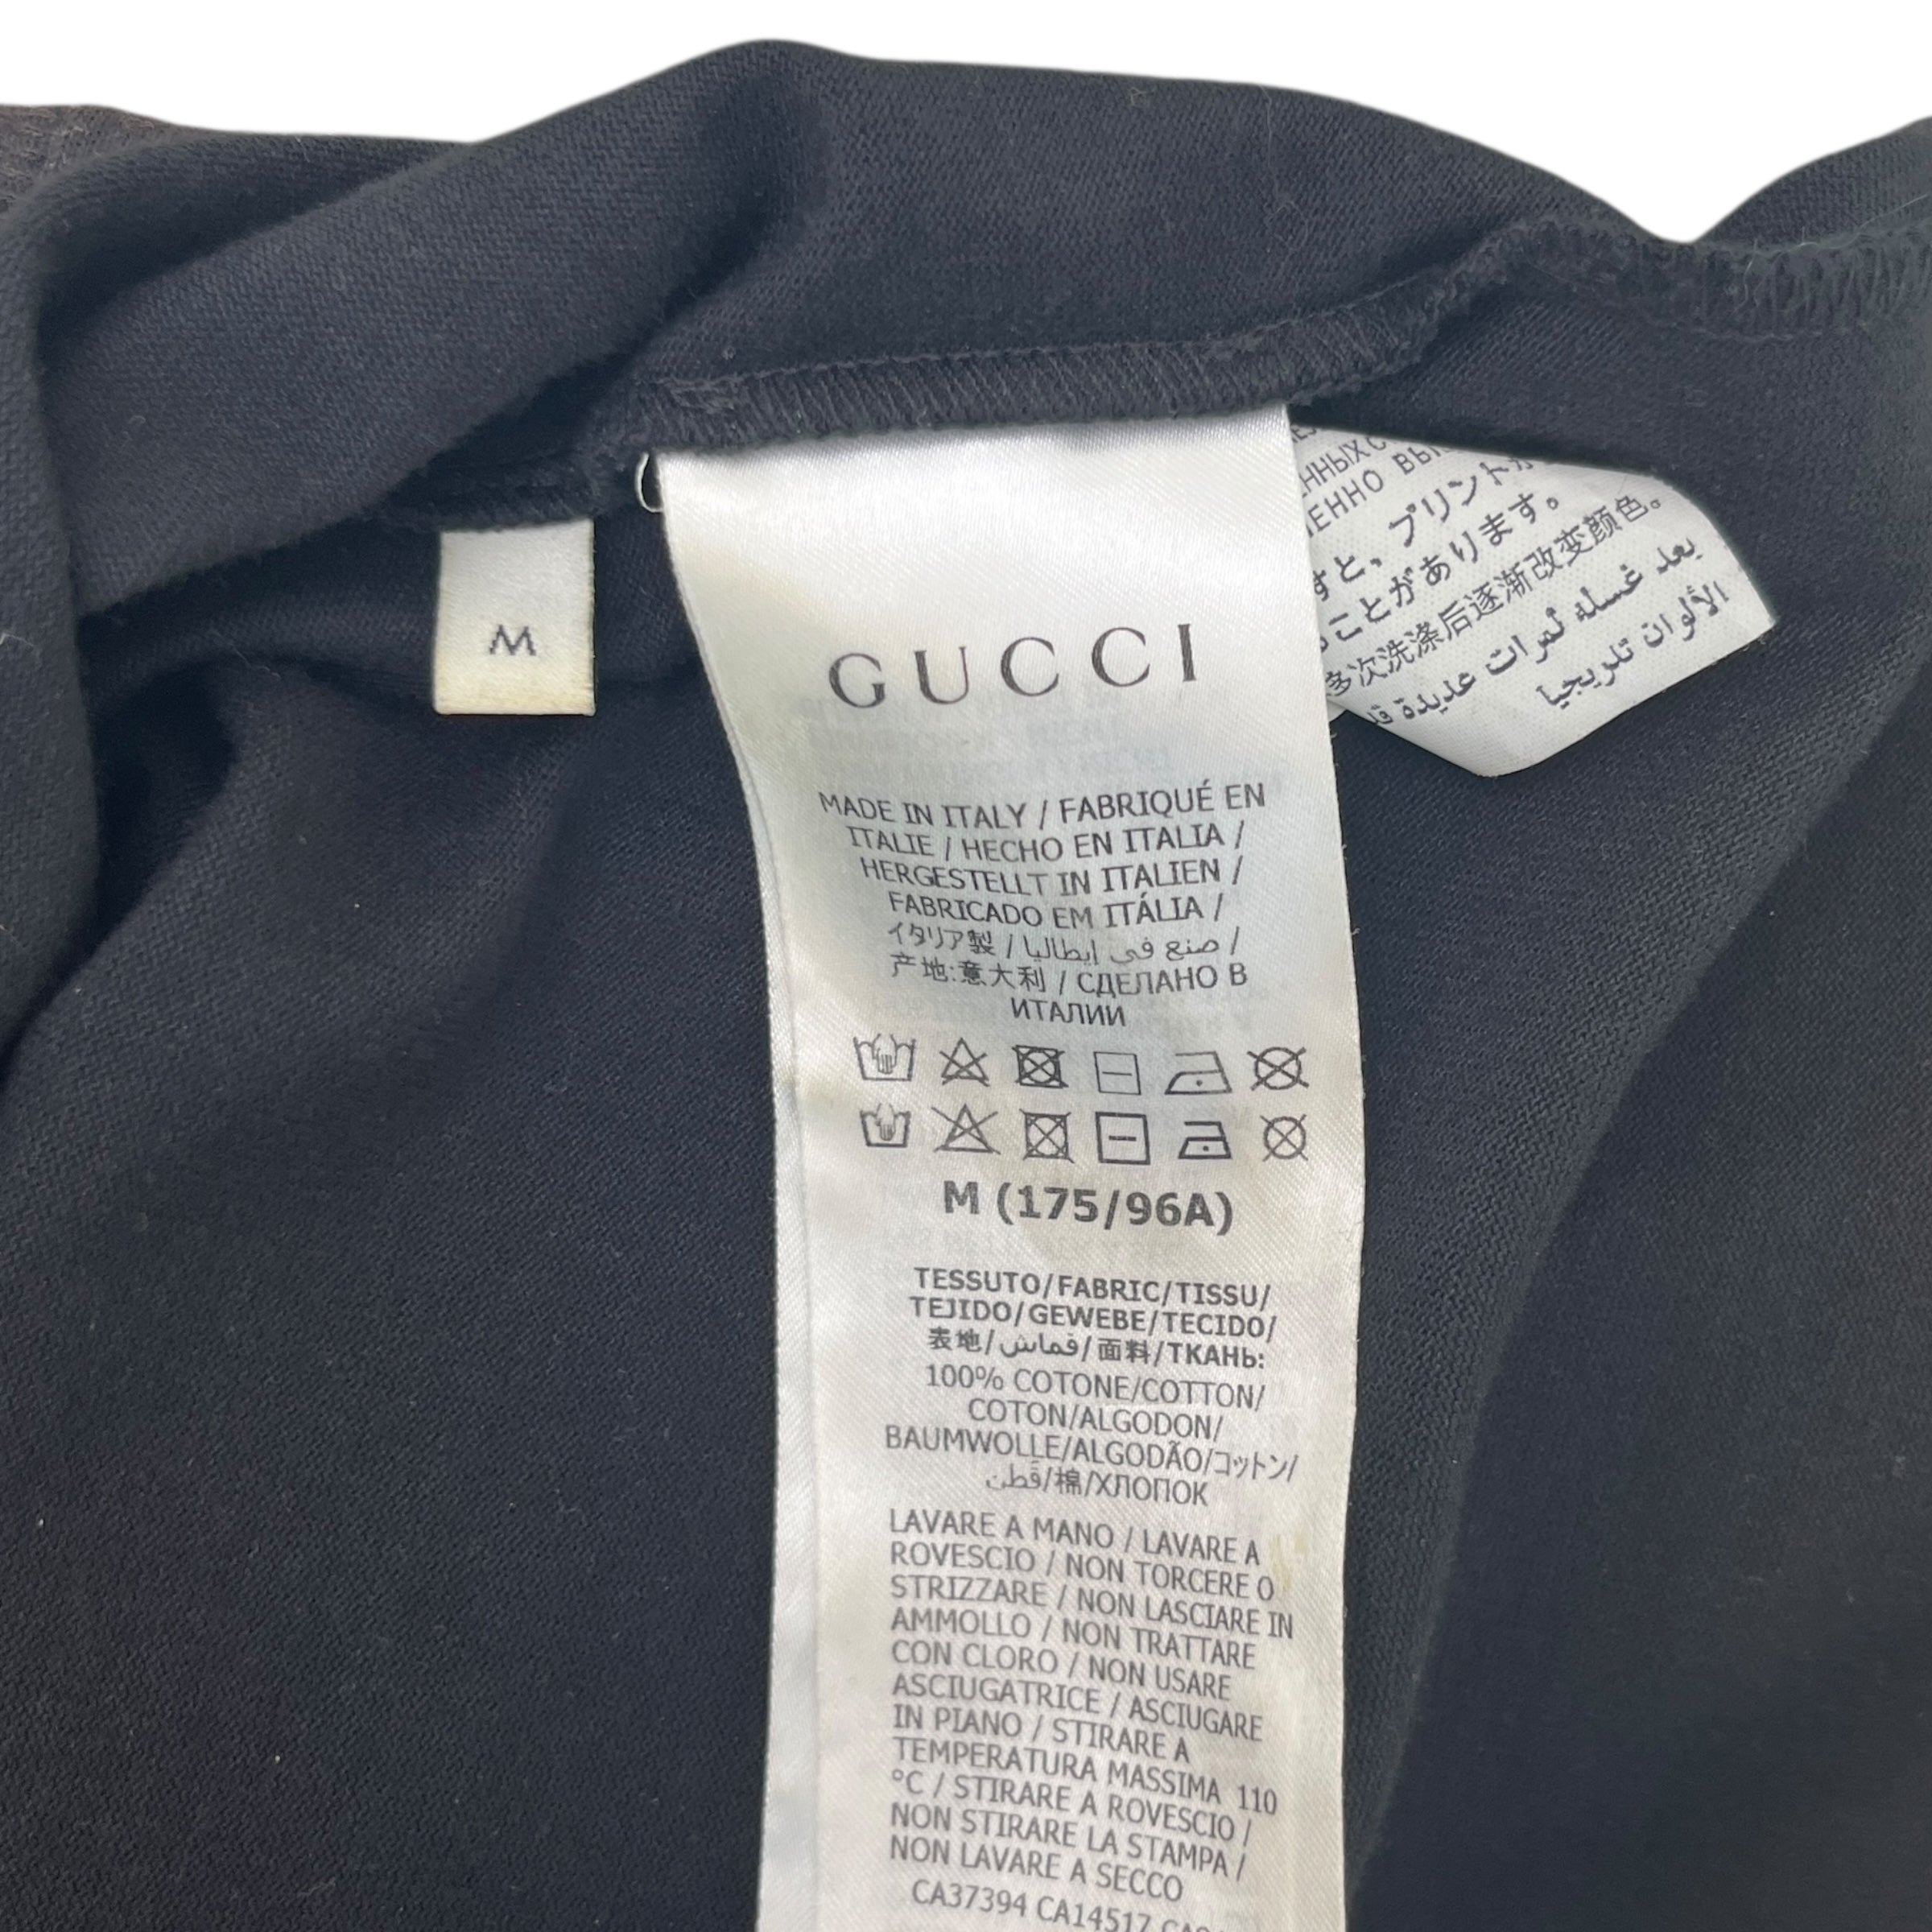 M
GUCCI
MADE IN ITALY / FABRIQUÉ EN
ITALIE / HECHO EN ITALIA /
HERGESTELLT IN ITALIEN /
FABRICADO EM ITÁLIA /
イタリア製 / صنع في إيطاليا /
产地:意大利 / СДЕЛАНО В
ИТАЛИИ
M (175/96A)
TESSUTO/FABRIC/TISSU/
TEJIDO/GEWEBE/TECIDO/
表地/قماش/面料/ТКАНЬ:
100% COTONE/COTTON/
COTON/ALGODON/
BAUMWOLLE/ALGODÃO/コットン/
قطن/棉/ХЛОПОК
LAVARE A MANO / LAVARE A
ROVESCIO / NON TORCERE O
STRIZZARE / NON LASCIARE IN
AMMOLLO / NON TRATTARE
CON CLORO / NON USARE
ASCIUGATRICE / ASCIUGARE
IN PIANO / STIRARE A
TEMPERATURA MASSIMA 110
°C / STIRARE A ROVESCIO /
NON STIRARE LA STAMPA /
NON LAVARE A SECCO
CA37394 CA14517
すと、プリントが
ことがあります。
多次洗涤后逐渐改变颜色。
بعد غسله لمرات عديدة
الألوان تدريجيا